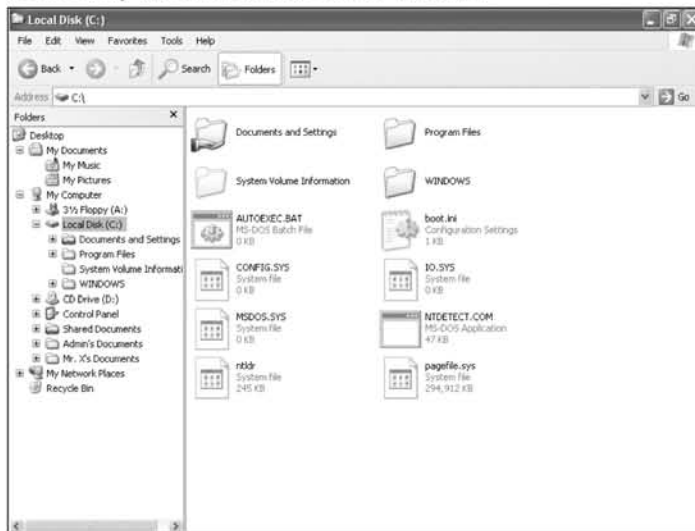 Local Disk (C:)
File Edit View Favorites Tools Help
Back Search Folders
Address C:\ Go
Folders
Desktop
My Documents
My Music
My Pictures
My Computer
3½ Floppy (A:)
Local Disk (C:)
Documents and Settings
Program Files
System Volume Informati
WINDOWS
CD Drive (D:)
Control Panel
Shared Documents
Admin's Documents
Mr. X's Documents
My Network Places
Recycle Bin
Documents and Settings
Program Files
System Volume Information
WINDOWS
AUTOEXEC.BAT
MS-DOS Batch File
0 KB
boot.ini
Configuration Settings
1 KB
CONFIG.SYS
System file
0 KB
IO.SYS
System file
0 KB
MSDOS.SYS
System file
0 KB
NTDETECT.COM
MS-DOS Application
47 KB
ntldr
System file
245 KB
pagefile.sys
System file
294,912 KB